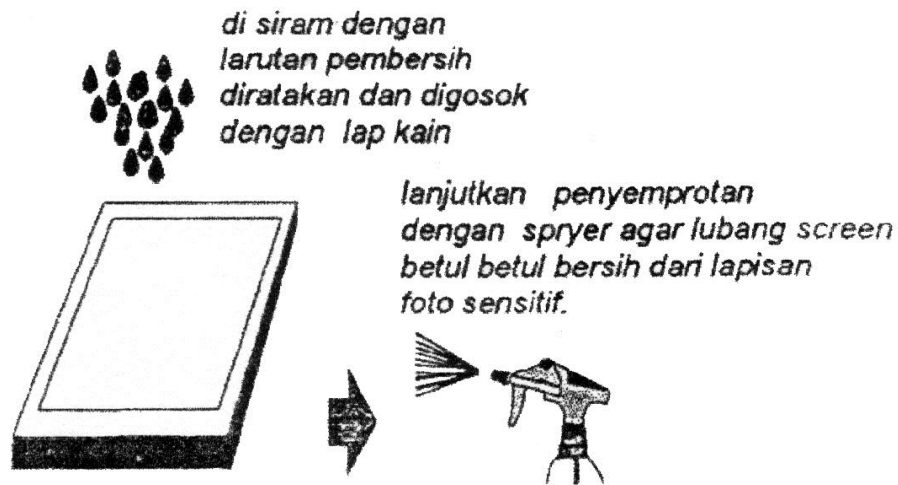 di siram dengan
larutan pembersih
diratakan dan digosok
dengan lap kain
lanjutkan penyemprotan
dengan spryer agar lubang screen
betul betul bersih dari lapisan
foto sensitif.